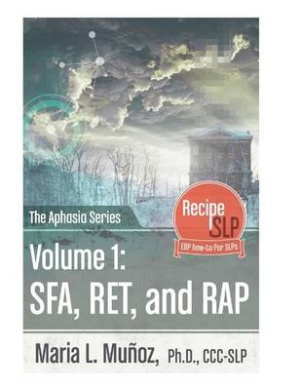 The Aphasia Series
Recipe
SLP
EBP how-to For SLPs
Volume 1:
SFA, RET, and RAP
Maria L. Muñoz, Ph.D., CCC-SLP